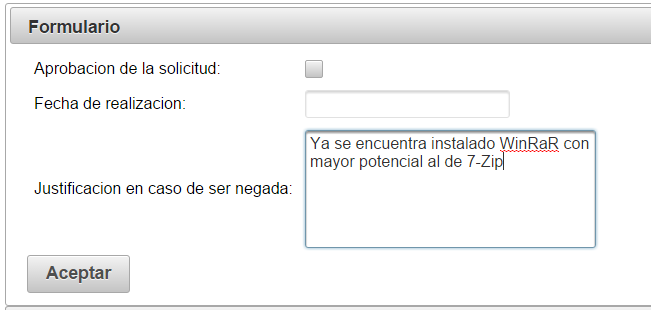 Formulario
Aprobacion de la solicitud:
Fecha de realizacion:
Justificacion en caso de ser negada:
Ya se encuentra instalado WinRaR con
mayor potencial al de 7-Zip
Aceptar